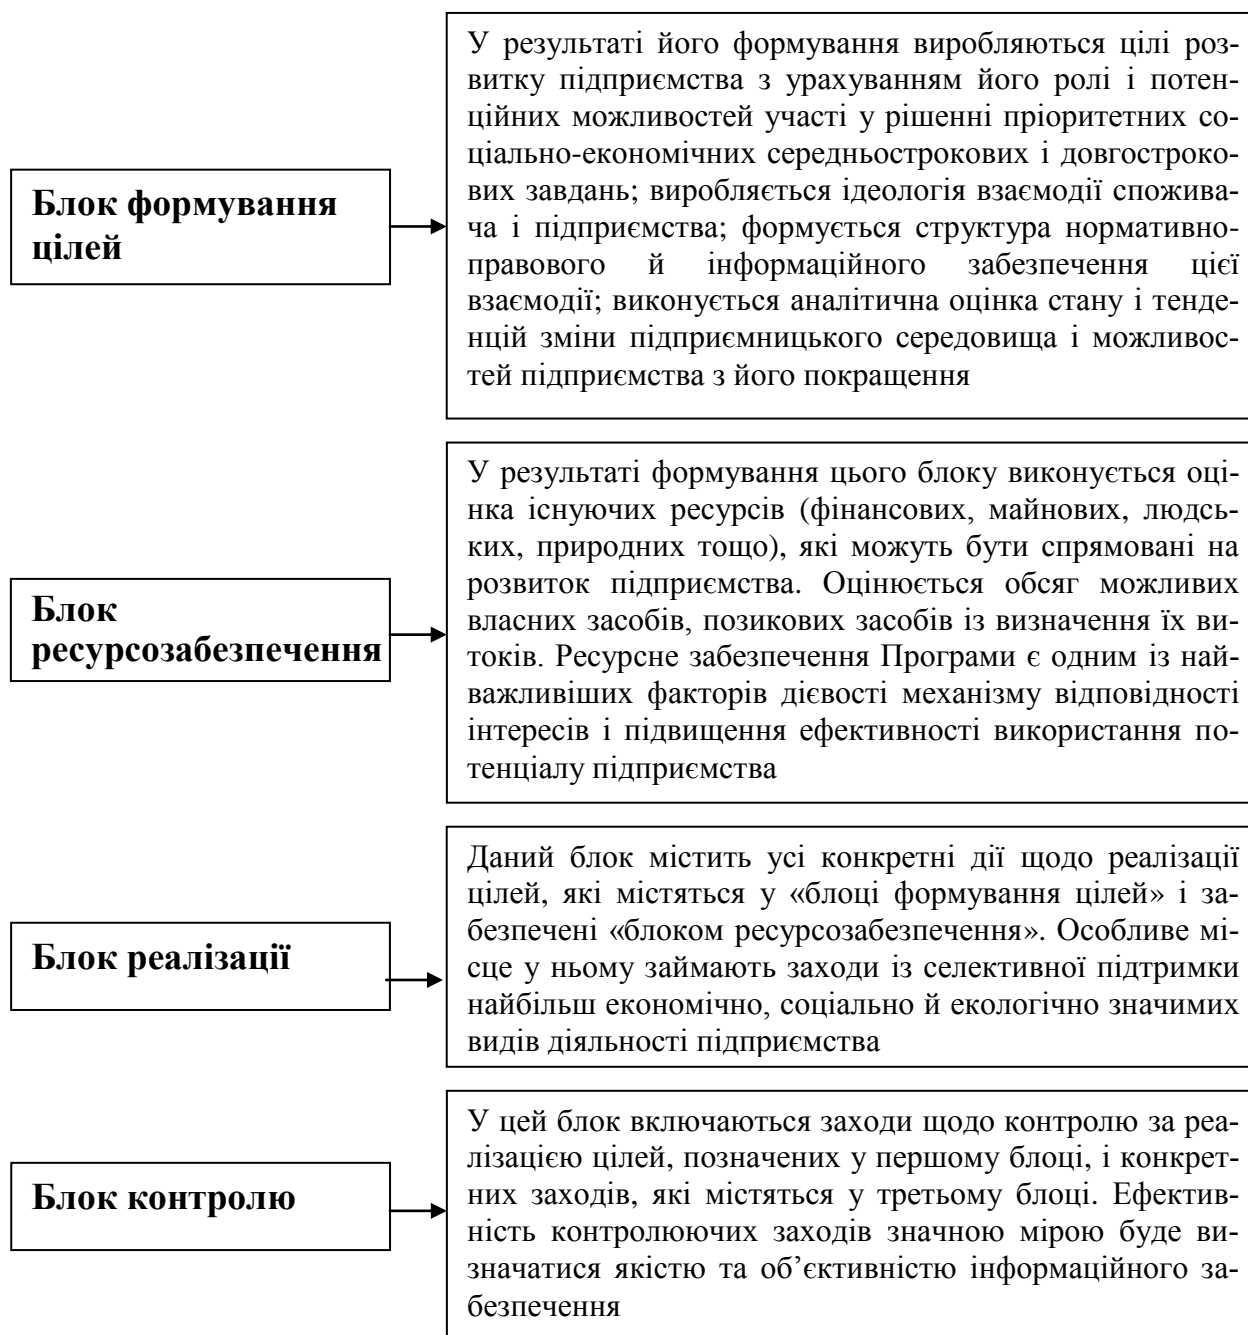 У результаті його формування виробляються цілі роз-
витку підприємства з урахуванням його ролі і потен-
ційних можливостей участі у рішенні пріоритетних со-
ціально-економічних середньострокових і довгостроко-
вих завдань; виробляється ідеологія взаємодії спожива-
ча і підприємства; формується структура нормативно-
правового й інформаційного забезпечення цієї
взаємодії; виконується аналітична оцінка стану і тенде-
нцій зміни підприємницького середовища і можливос-
тей підприємства з його покращення
Блок формування
цілей
У результаті формування цього блоку виконується оці-
нка існуючих ресурсів (фінансових, майнових, людсь-
ких, природних тощо), які можуть бути спрямовані на
розвиток підприємства. Оцінюється обсяг можливих
власних засобів, позикових засобів із визначення їх ви-
токів. Ресурсне забезпечення Програми є одним із най-
важливіших факторів дієвості механізму відповідності
інтересів і підвищення ефективності використання по-
тенціалу підприємства
Блок
ресурсозабезпечення
Даний блок містить усі конкретні дії щодо реалізації
цілей, які містяться у «блоці формування цілей» і за-
безпечені «блоком ресурсозабезпечення». Особливе мі-
сце у ньому займають заходи із селективної підтримки
найбільш економічно, соціально й екологічно значимих
видів діяльності підприємства
Блок реалізації
У цей блок включаються заходи щодо контролю за реа-
лізацією цілей, позначених у першому блоці, і конкрет-
них заходів, які містяться у третьому блоці. Ефектив-
ність контролюючих заходів значною мірою буде ви-
значатися якістю та об’єктивністю інформаційного за-
безпечення
Блок контролю